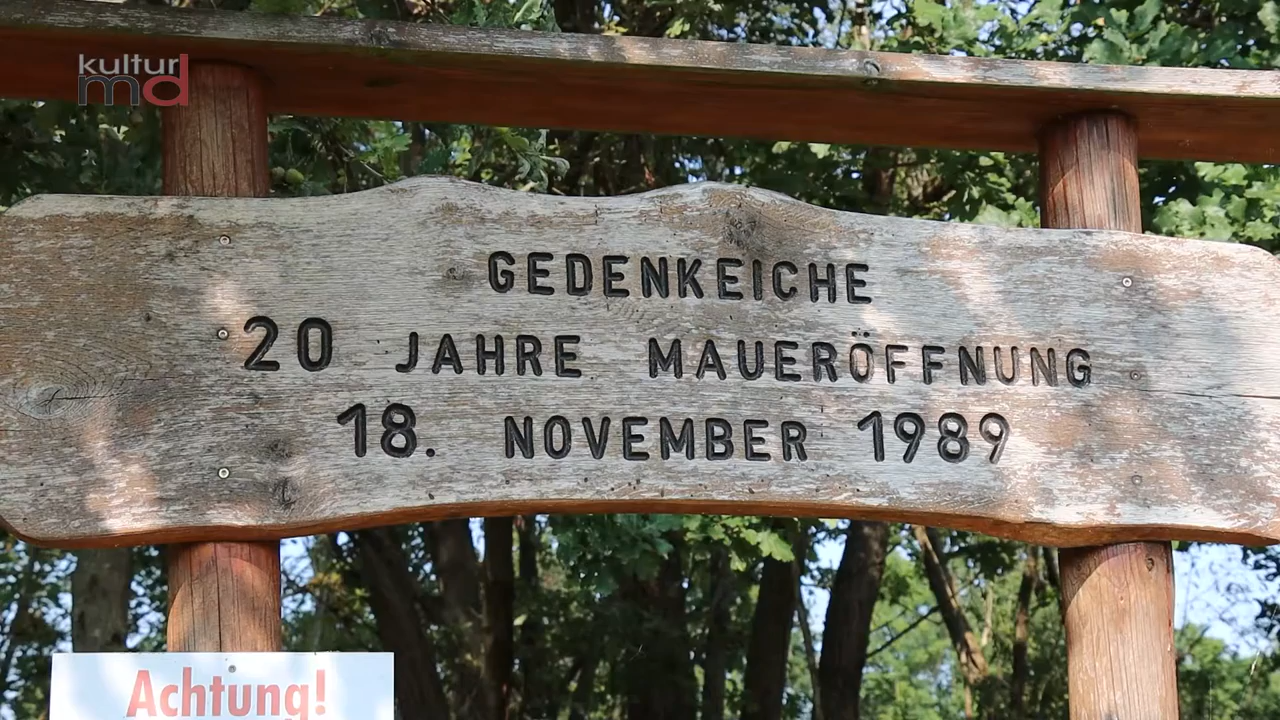 kultur
md
GEDENKEICHE
20 JAHRE MAUERÖFFNUNG
18. NOVEMBER 1989
Achtung!